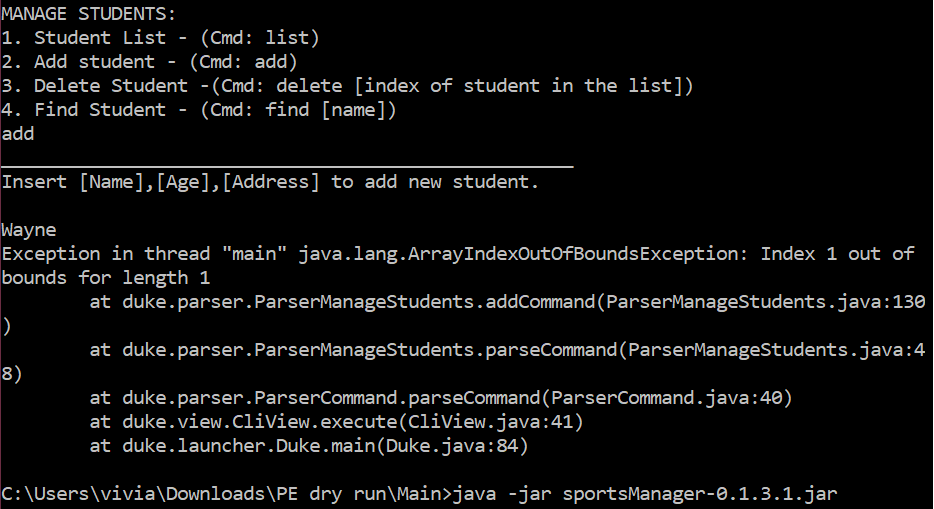 MANAGE STUDENTS:
1. Student List - (Cmd: list)
2. Add student - (Cmd: add)
3. Delete Student -(Cmd: delete [index of student in the list])
4. Find Student - (Cmd: find [name])
add
____________________________________________________
Insert [Name],[Age],[Address] to add new student.
Wayne
Exception in thread "main" java.lang.ArrayIndexOutOfBoundsException: Index 1 out of
bounds for length 1
        at duke.parser.ParserManageStudents.addCommand(ParserManageStudents.java:130
)
        at duke.parser.ParserManageStudents.parseCommand(ParserManageStudents.java:4
8)
        at duke.parser.ParserCommand.parseCommand(ParserCommand.java:40)
        at duke.view.CliView.execute(CliView.java:41)
        at duke.launcher.Duke.main(Duke.java:84)
C:\Users\vivia\Downloads\PE dry run\Main>java -jar sportsManager-0.1.3.1.jar